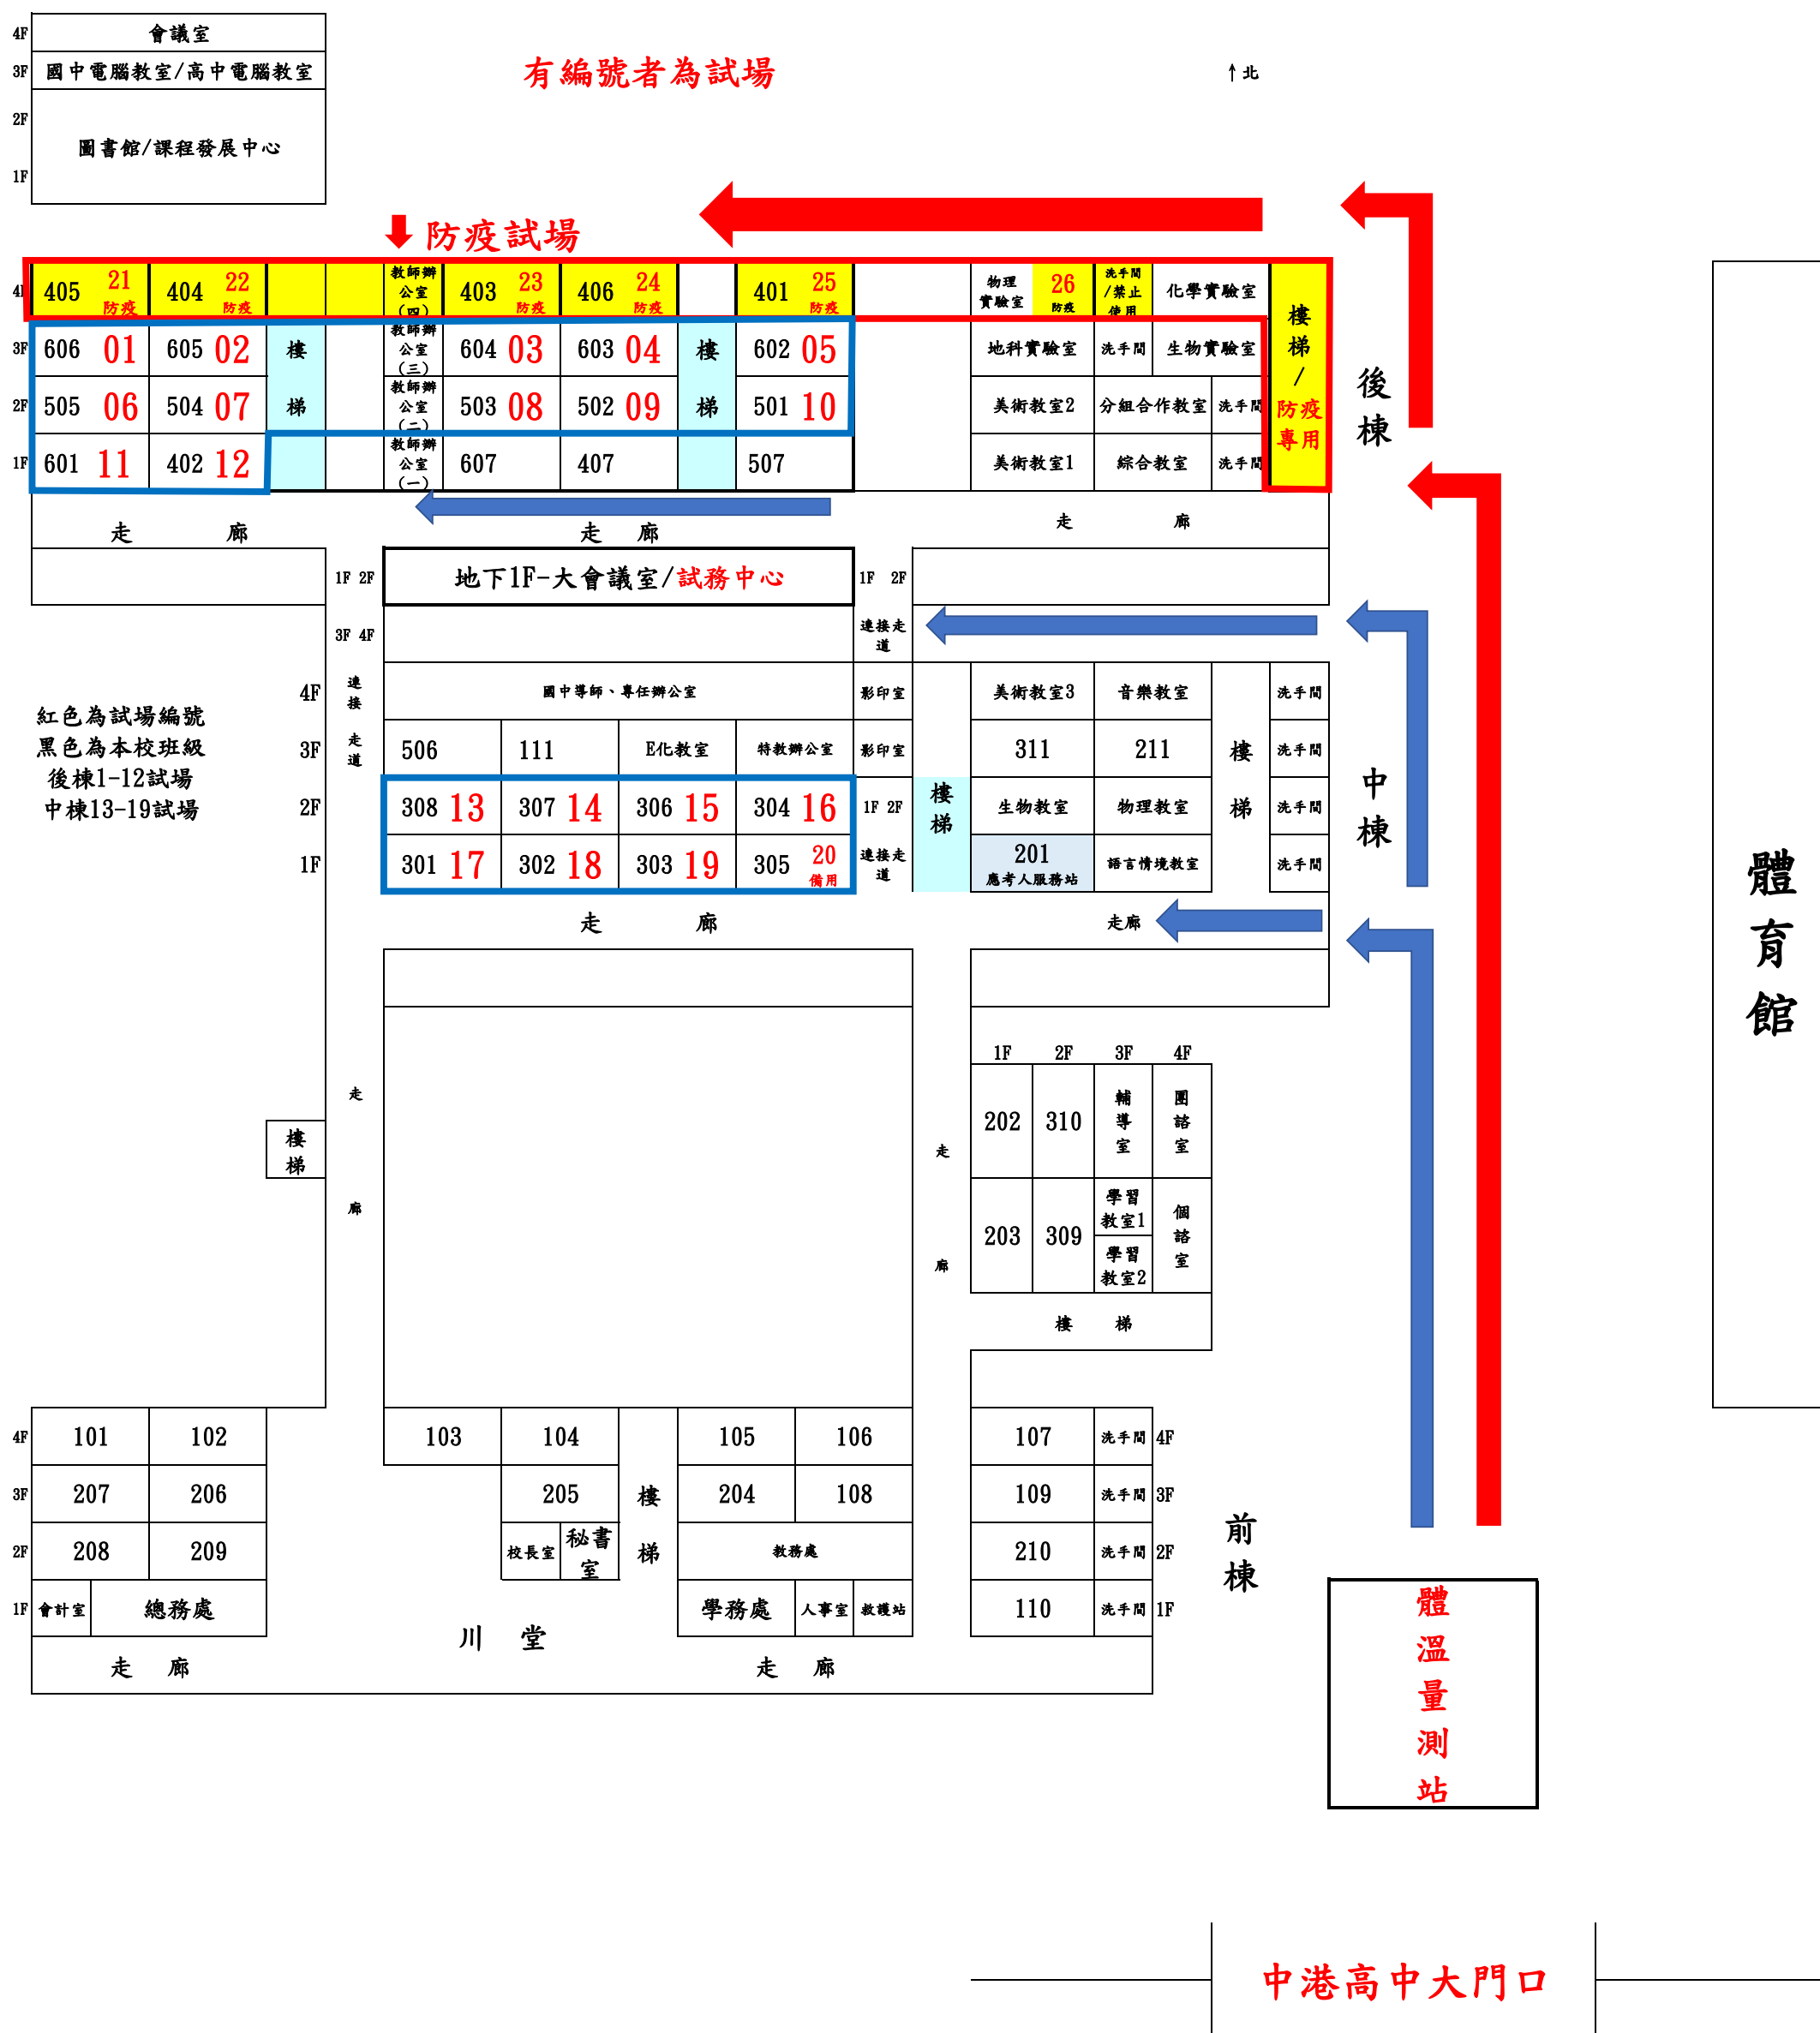 4F 會議室
3F 國中電腦教室/高中電腦教室
有編號者為試場
↑北
2F
圖書館/課程發展中心
1F
防疫試場
4F 405 21 防疫 404 22 防疫 教師辦公室(四) 403 23 防疫 406 24 防疫 401 25 防疫 物理實驗室 26 防疫 洗手間/禁止使用 化學實驗室
樓梯/防疫專用
3F 606 01 605 02 樓 教師辦公室(三) 604 03 603 04 樓 602 05 地科實驗室 洗手間 生物實驗室
2F 505 06 504 07 梯 教師辦公室(二) 503 08 502 09 梯 501 10 美術教室2 分組合作教室 洗手間
1F 601 11 402 12 教師辦公室(一) 607 407 507 美術教室1 綜合教室 洗手間
後棟
走 廊 走 廊 走 廊
1F 2F 地下1F-大會議室/試務中心 1F 2F
3F 4F 連接走道
連接走道
4F 國中導師、專任辦公室 影印室 美術教室3 音樂教室 洗手間
紅色為試場編號
黑色為本校班級
後棟1-12試場
中棟13-19試場
3F 506 111 E化教室 特教辦公室 影印室 311 211 樓 洗手間
2F 308 13 307 14 306 15 304 16 1F 2F 樓梯 生物教室 物理教室 梯 洗手間
1F 301 17 302 18 303 19 305 20 備用 連接走道 201 應考人服務站 語言情境教室 洗手間
中棟
體育館
走 廊 走廊
1F 2F 3F 4F
走 廊
樓梯
走 廊
202 310 輔導室 團諮室
203 309 學習教室1 個諮室
學習教室2
樓 梯
4F 101 102 103 104 105 106 107 洗手間 4F
3F 207 206 205 樓 204 108 109 洗手間 3F
2F 208 209 校長室 秘書室 梯 教務處 210 洗手間 2F
1F 會計室 總務處 學務處 人事室 救護站 110 洗手間 1F
前棟
川 堂
走 廊 走 廊
體溫量測站
中港高中大門口